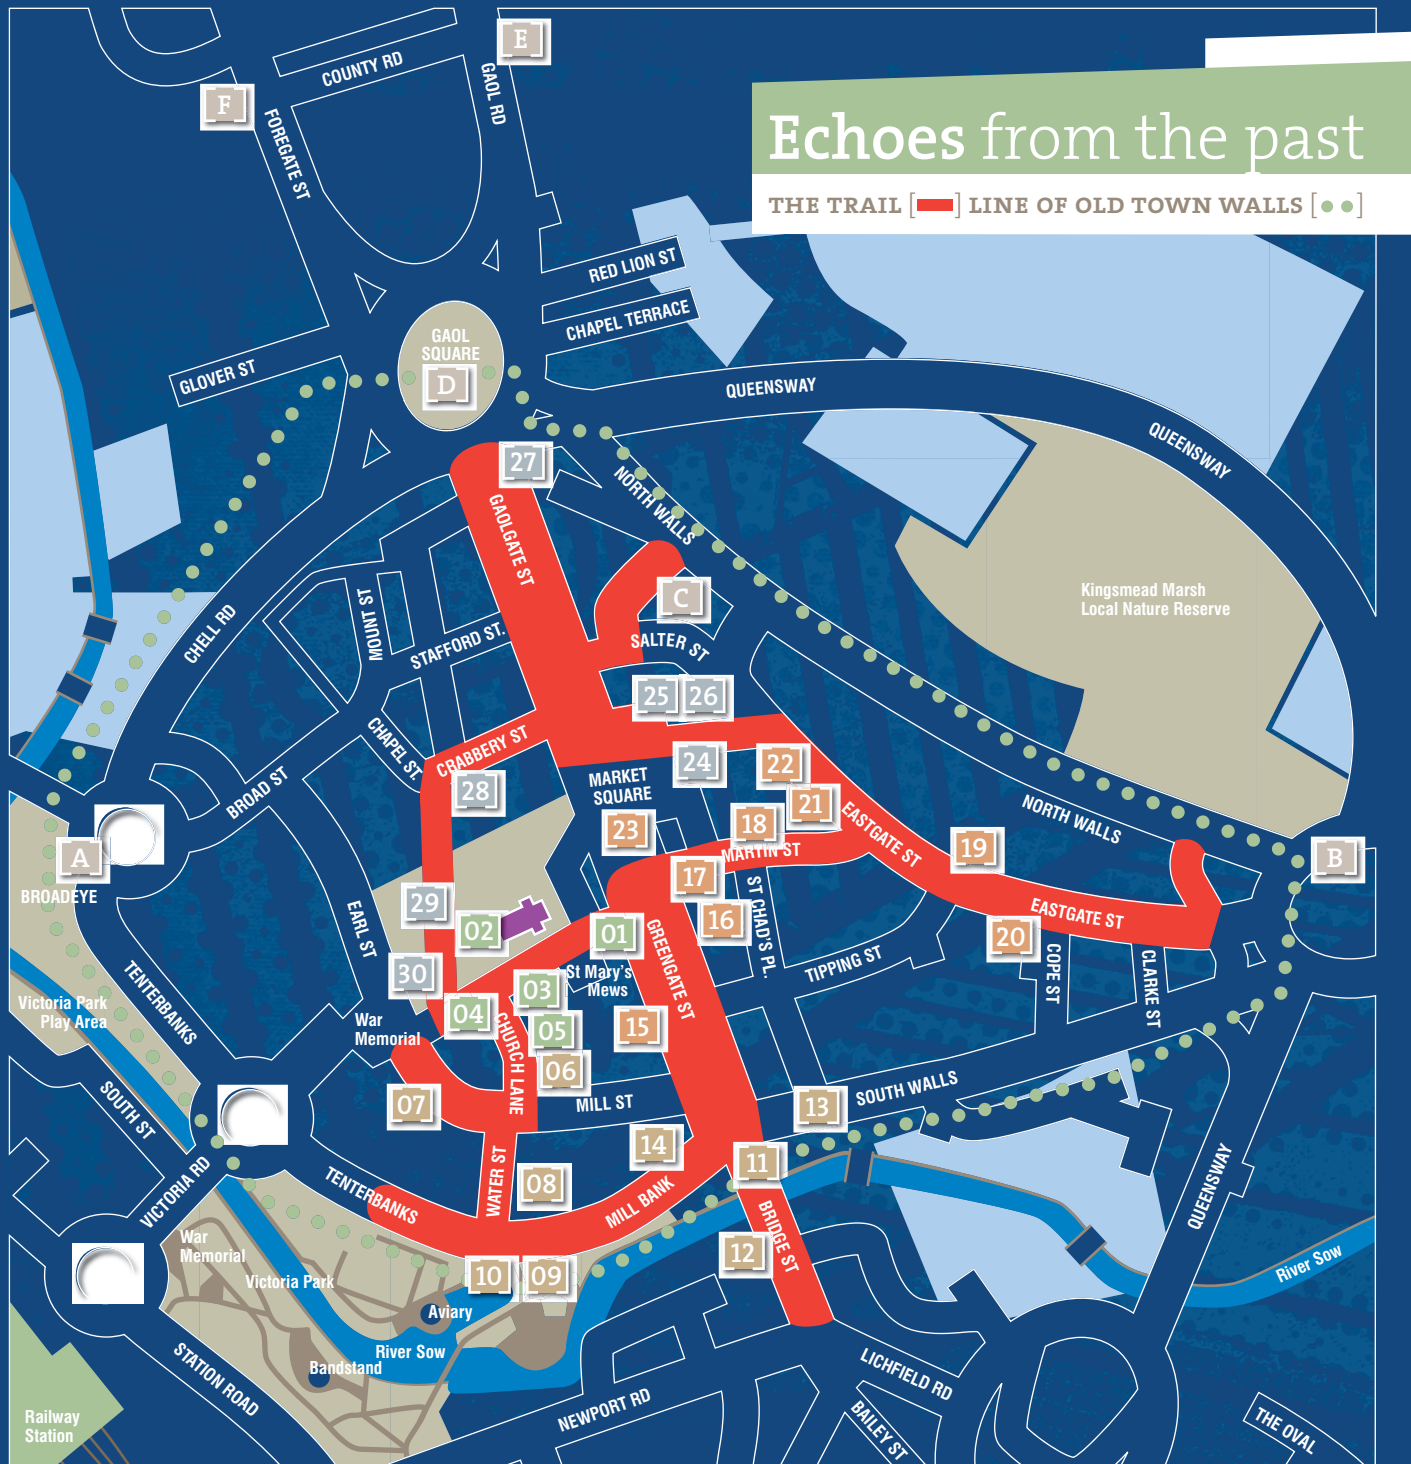 E
COUNTY RD
GAOL RD
F
FOREGATE ST
Echoes from the past
THE TRAIL [ ] LINE OF OLD TOWN WALLS [ ]
RED LION ST
CHAPEL TERRACE
GAOL
SQUARE
D
GLOVER ST
QUEENSWAY
QUEENSWAY
27
NORTH WALLS
GAOLGATE ST
C
Kingsmead Marsh
Local Nature Reserve
CHELL RD
MOUNT ST
STAFFORD ST.
SALTER ST
25
26
CHAPEL ST.
CRABBERY ST
24
22
MARKET
SQUARE
BROAD ST
28
21
18
23
EASTGATE ST
NORTH WALLS
19
A
B
MARTIN ST
17
BROADEYE
29
EARL ST
02
01
16
ST CHAD'S PL.
EASTGATE ST
20
GREENGATE ST
30
St Mary's
Mews
03
TIPPING ST
COPE ST
CLARKE ST
TENTERBANKS
Victoria Park
Play Area
War
Memorial
04
05
15
CHURCH LANE
06
07
MILL ST
13
SOUTH WALLS
SOUTH ST
14
11
VICTORIA RD
TENTERBANKS
WATER ST
08
MILL BANK
QUEENSWAY
BRIDGE ST
War
Memorial
12
Victoria Park
10
09
River Sow
Aviary
River Sow
Bandstand
STATION ROAD
LICHFIELD RD
NEWPORT RD
BAILEY ST
THE OVAL
Railway
Station